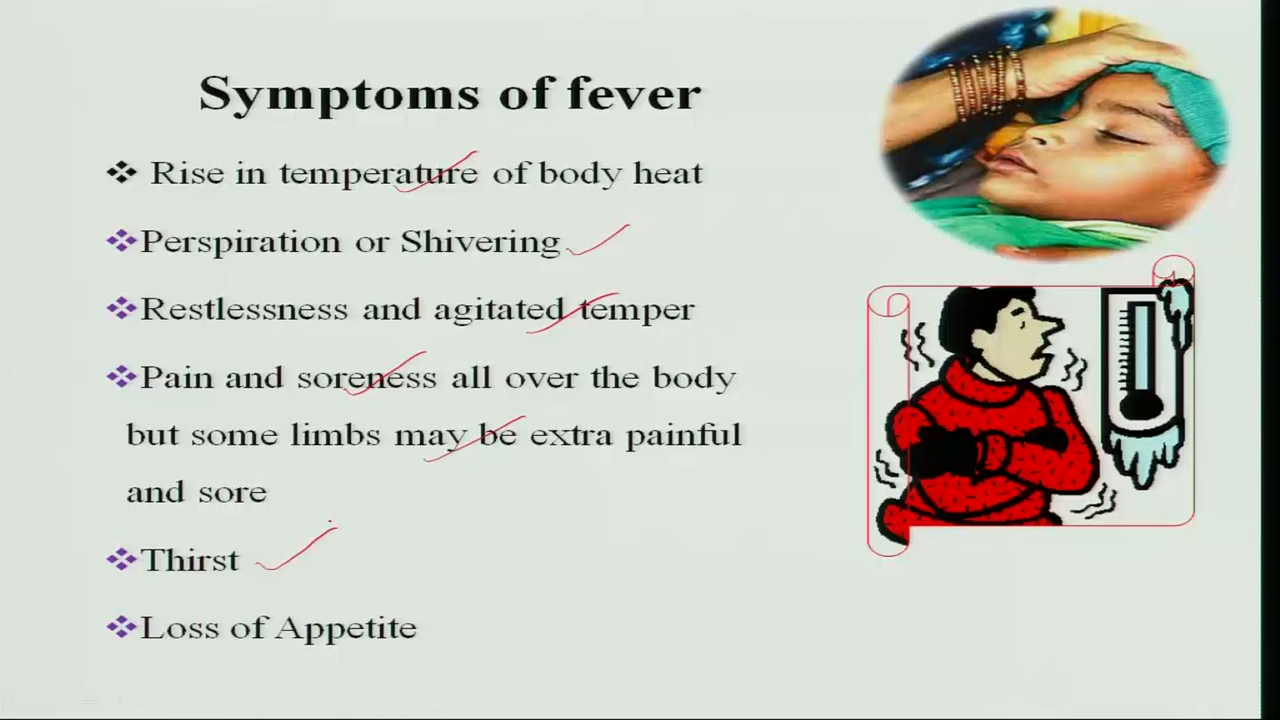 Symptoms of fever
Rise in temperature of body heat
Perspiration or Shivering
Restlessness and agitated temper
Pain and soreness all over the body
but some limbs may be extra painful
and sore
Thirst
Loss of Appetite